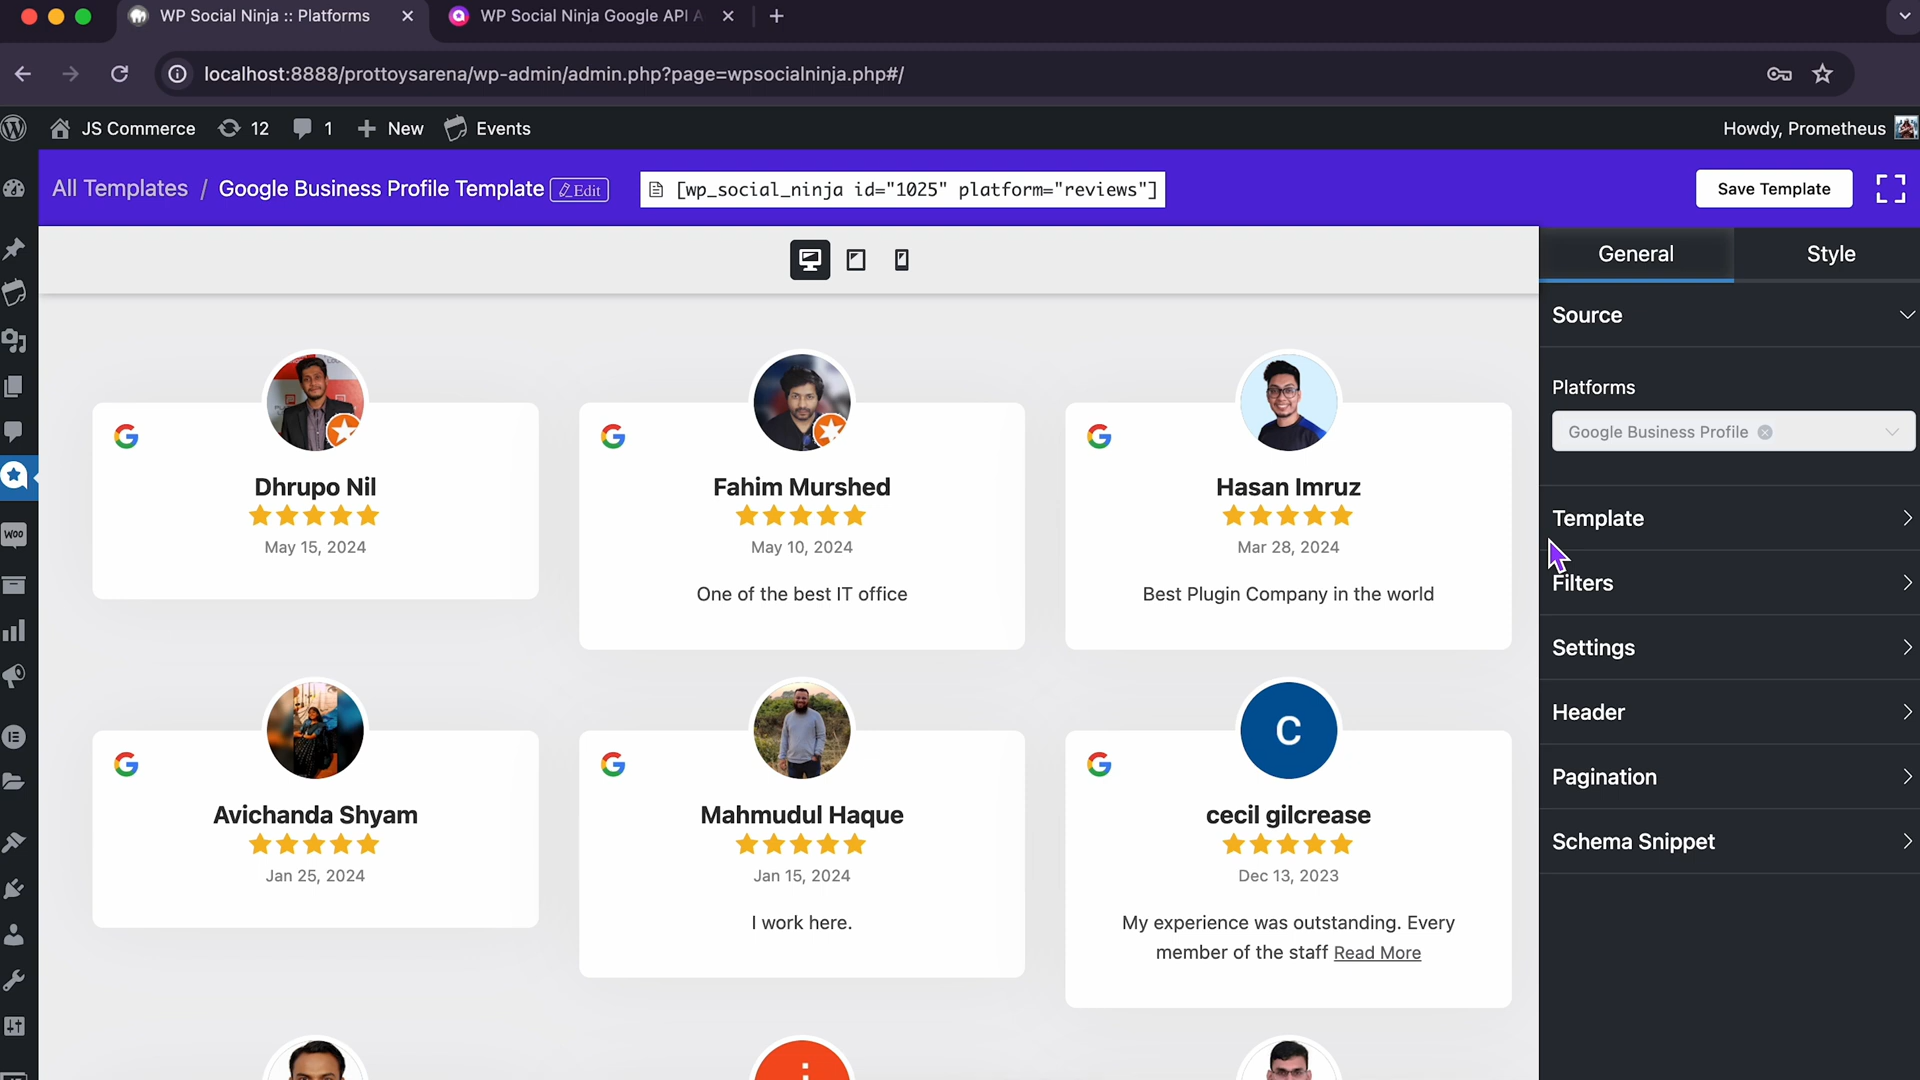 WP Social Ninja :: Platforms
WP Social Ninja Google API A
localhost:8888/prottoysarena/wp-admin/admin.php?page=wpsocialninja.php#/
JS Commerce 12 1 New Events
Howdy, Prometheus
All Templates / Google Business Profile Template Edit
[wp_social_ninja id="1025" platform="reviews"]
Save Template
General
Style
Source
Platforms
Google Business Profile
Template
Filters
Settings
Header
Pagination
Schema Snippet
Dhrupo Nil
May 15, 2024
Fahim Murshed
May 10, 2024
One of the best IT office
Hasan Imruz
Mar 28, 2024
Best Plugin Company in the world
Avichanda Shyam
Jan 25, 2024
Mahmudul Haque
Jan 15, 2024
I work here.
C
cecil gilcrease
Dec 13, 2023
My experience was outstanding. Every
member of the staff Read More
WOO